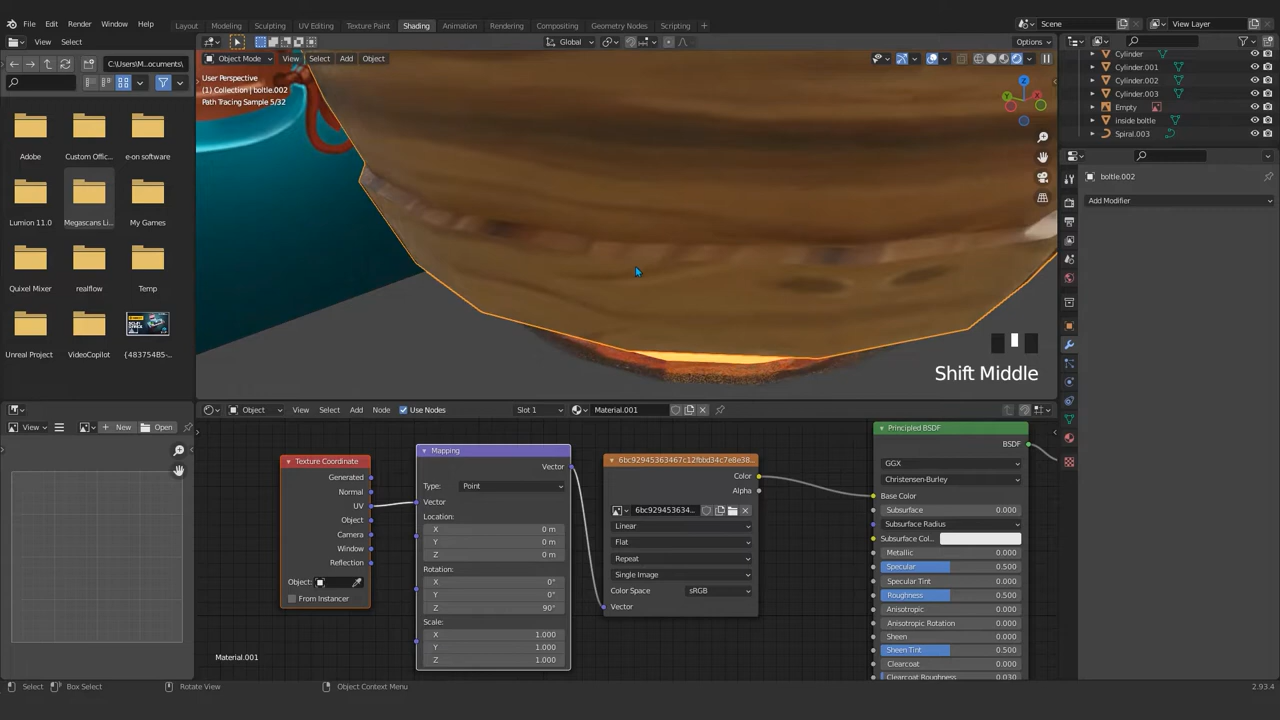 File Edit Render Window Help
Layout Modeling Sculpting UV Editing Texture Paint Shading Animation Rendering Compositing Geometry Nodes Scripting +
Scene View Layer
View Select
Global Options
C:\Users\M...ocuments\
Object Mode View Select Add Object
User Perspective
(1) Collection | boltle.002
Path Tracing Sample 5/32
Adobe
Custom Offic...
e-on software
Lumion 11.0
Megascans Li...
My Games
Quixel Mixer
realflow
Temp
Unreal Project
VideoCopilot
{483754B5-...
Z
Y
X
Cylinder
Cylinder.001
Cylinder.002
Cylinder.003
Empty
inside boltle
Spiral.003
boltle.002
Add Modifier
Shift Middle
View New Open
Object View Select Add Node Use Nodes Slot 1 Material.001
Texture Coordinate
Generated
Normal
UV
Object
Camera
Window
Reflection
Object:
From Instancer
Mapping
Vector
Type: Point
Vector
Location:
X 0 m
Y 0 m
Z 0 m
Rotation:
X 0°
Y 0°
Z 90°
Scale:
X 1.000
Y 1.000
Z 1.000
6bc92945363467c12fbbd34c7e8e38...
Color
Alpha
6bc929453634...
Linear
Flat
Repeat
Single Image
Color Space sRGB
Vector
Principled BSDF
BSDF
GGX
Christensen-Burley
Base Color
Subsurface 0.000
Subsurface Radius
Subsurface Col...
Metallic 0.000
Specular 0.500
Specular Tint 0.000
Roughness 0.500
Anisotropic 0.000
Anisotropic Rotation 0.000
Sheen 0.000
Sheen Tint 0.500
Clearcoat 0.000
Clearcoat Roughness 0.030
Material.001
Select Box Select Rotate View Object Context Menu 2.93.4